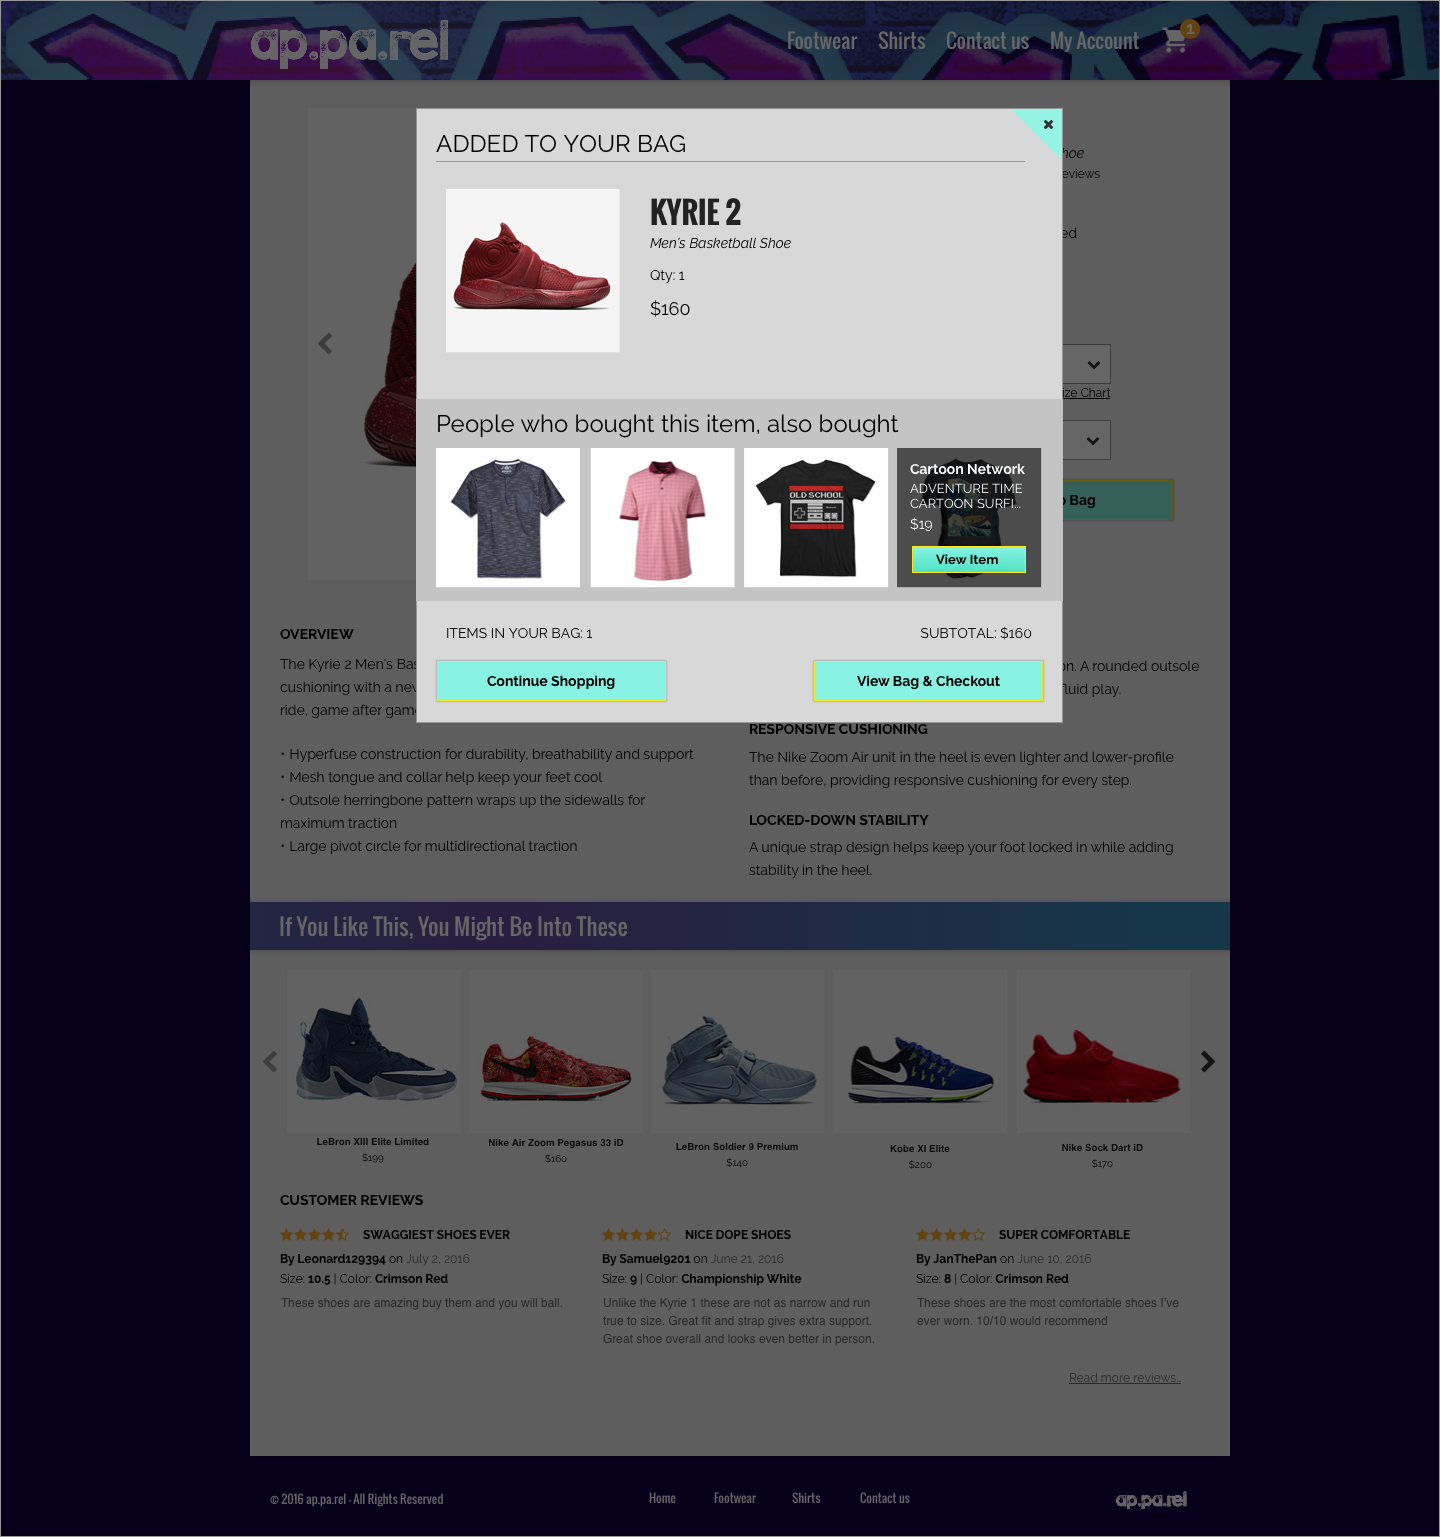 ap.pa.rel
Footwear
Shirts
Contact us
My Account
1
ADDED TO YOUR BAG
KYRIE 2
Men's Basketball Shoe
Qty: 1
$160
hoe
eviews
ed
ize Chart
Bag
People who bought this item, also bought
OLD SCHOOL
Cartoon Network
ADVENTURE TIME
CARTOON SURFI...
$19
View Item
ITEMS IN YOUR BAG: 1
SUBTOTAL: $160
Continue Shopping
View Bag & Checkout
OVERVIEW
The Kyrie 2 Men's Bas
cushioning with a nev
ride, game after gam
• Hyperfuse construction for durability, breathability and support
• Mesh tongue and collar help keep your feet cool
• Outsole herringbone pattern wraps up the sidewalls for
maximum traction
• Large pivot circle for multidirectional traction
on. A rounded outsole
fluid play.
RESPONSIVE CUSHIONING
The Nike Zoom Air unit in the heel is even lighter and lower-profile
than before, providing responsive cushioning for every step.
LOCKED-DOWN STABILITY
A unique strap design helps keep your foot locked in while adding
stability in the heel.
If You Like This, You Might Be Into These
LeBron XIII Elite Limited
$199
Nike Air Zoom Pegasus 33 iD
$160
LeBron Soldier 9 Premium
$140
Kobe XI Elite
$200
Nike Sock Dart iD
$170
CUSTOMER REVIEWS
SWAGGIEST SHOES EVER
By Leonard129394 on July 2, 2016
Size: 10.5 | Color: Crimson Red
These shoes are amazing buy them and you will ball.
NICE DOPE SHOES
By Samuel9201 on June 21, 2016
Size: 9 | Color: Championship White
Unlike the Kyrie 1 these are not as narrow and run
true to size. Great fit and strap gives extra support.
Great shoe overall and looks even better in person.
SUPER COMFORTABLE
By JanThePan on June 10, 2016
Size: 8 | Color: Crimson Red
These shoes are the most comfortable shoes I've
ever worn. 10/10 would recommend
Read more reviews..
© 2016 ap.pa.rel - All Rights Reserved
Home
Footwear
Shirts
Contact us
ap.pa.rel